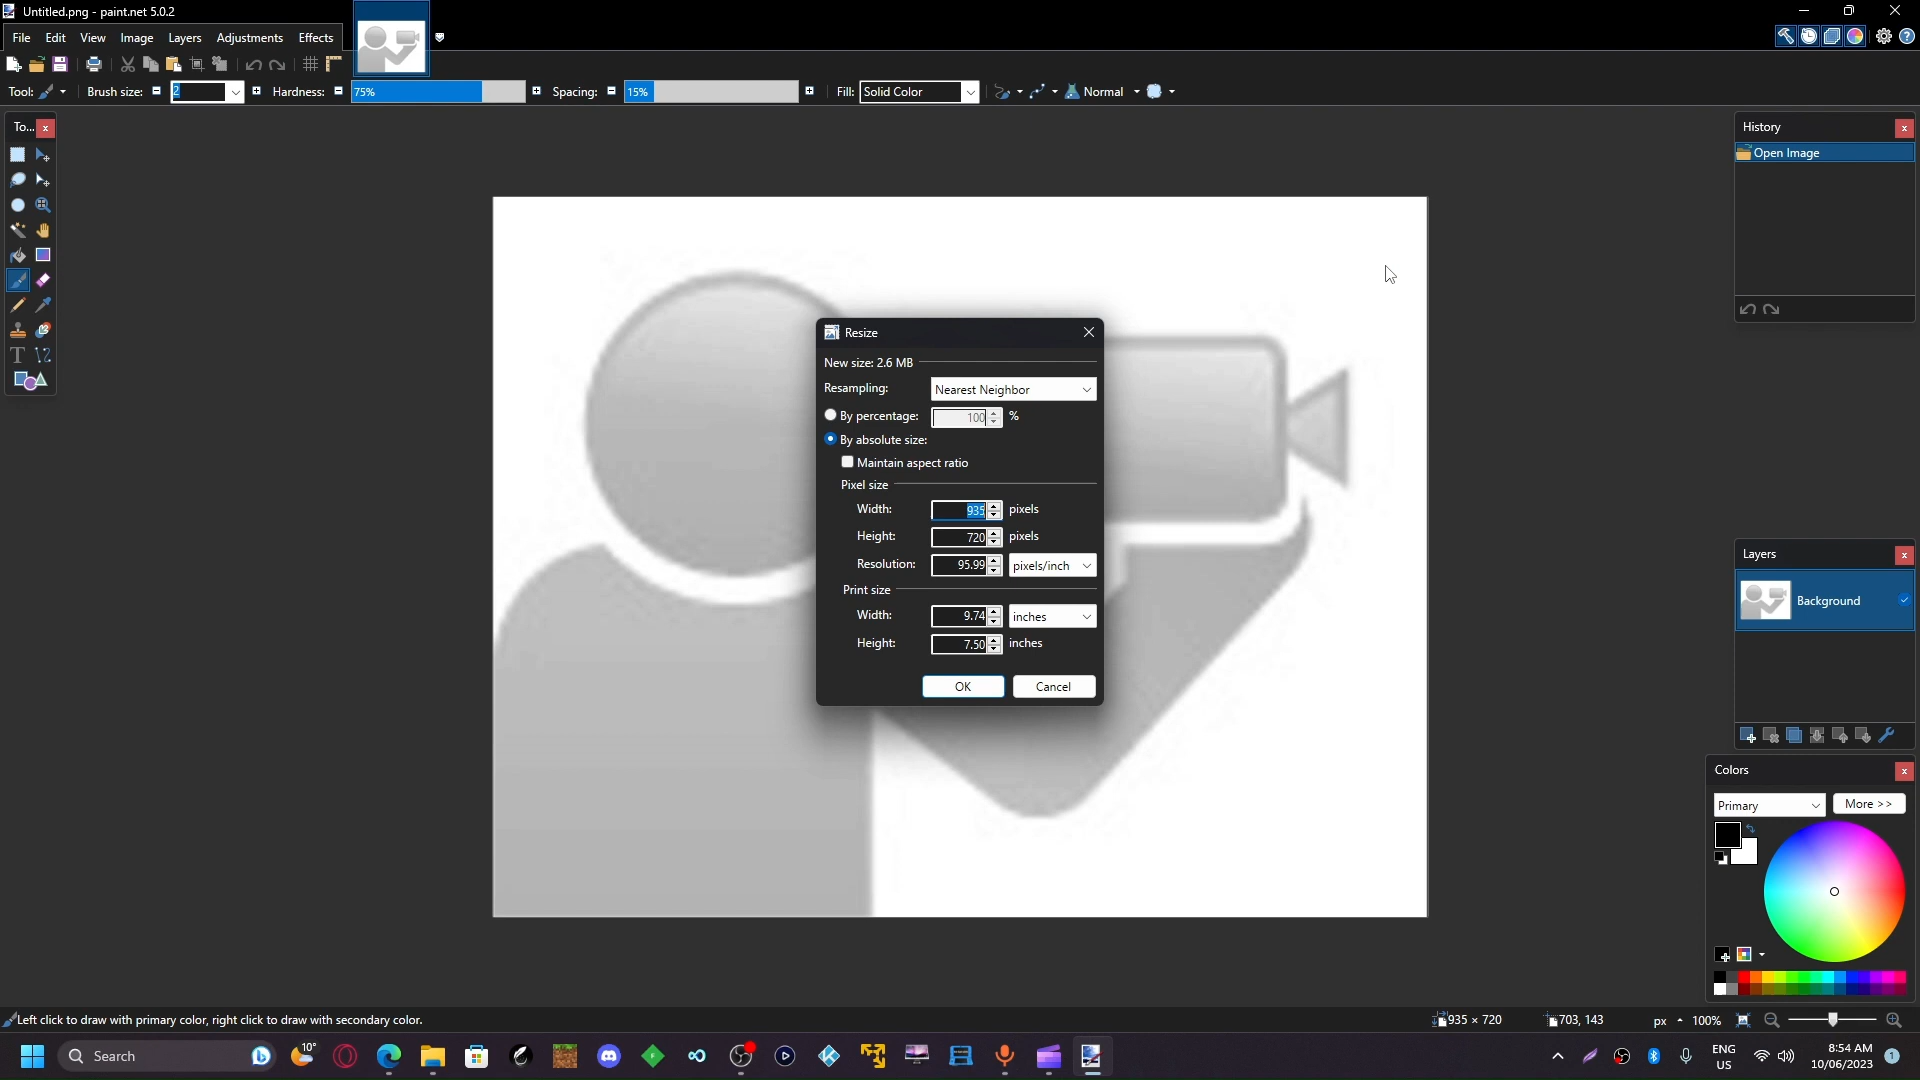 Untitled.png - paint.net 5.0.2
File Edit View Image Layers Adjustments Effects
Tool: Brush size: 2 Hardness: 75% Spacing: 15% Fill: Solid Color Normal
To... x
History x
Open Image
Resize
New size: 2.6 MB
Resampling: Nearest Neighbor
By percentage: 100 %
By absolute size:
Maintain aspect ratio
Pixel size
Width: 935 pixels
Height: 720 pixels
Resolution: 95.99 pixels/inch
Print size
Width: 9.74 inches
Height: 7.50 inches
OK Cancel
Layers x
Background
Colors x
Primary More >>
Left click to draw with primary color, right click to draw with secondary color.
935 × 720 703, 143 px 100%
Search 10° ENG US 8:54 AM 10/06/2023 1